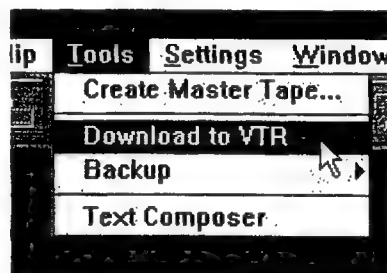 lip Tools Settings Window
Create Master Tape...
Download to VTR
Backup
Text Composer